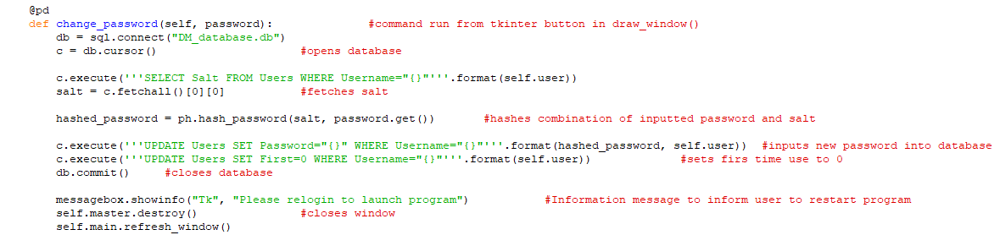 @pd
def change_password(self, password): #command run from tkinter button in draw_window()
db = sql.connect("DM_database.db")
c = db.cursor() #opens database
c.execute('''SELECT Salt FROM Users WHERE Username="{}"'''.format(self.user))
salt = c.fetchall()[0][0] #fetches salt
hashed_password = ph.hash_password(salt, password.get()) #hashes combination of inputted password and salt
c.execute('''UPDATE Users SET Password="{}" WHERE Username="{}"'''.format(hashed_password, self.user)) #inputs new password into database
c.execute('''UPDATE Users SET First=0 WHERE Username="{}"'''.format(self.user)) #sets firs time use to 0
db.commit() #closes database
messagebox.showinfo("Tk", "Please relogin to launch program") #Information message to inform user to restart program
self.master.destroy() #closes window
self.main.refresh_window()